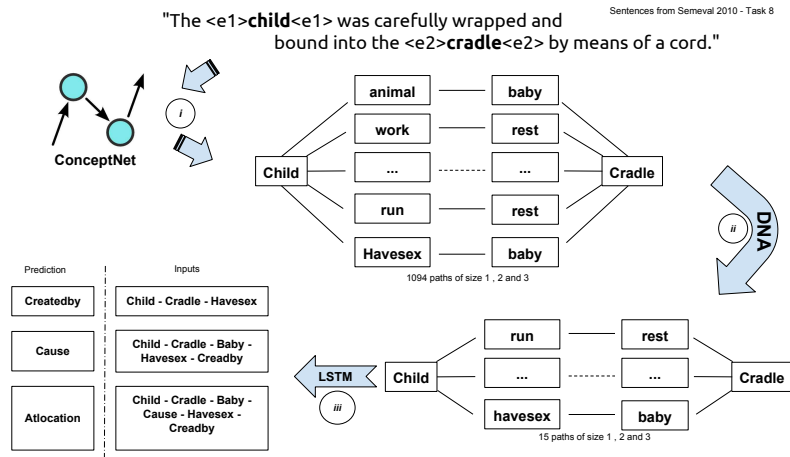 Sentences from Semeval 2010 - Task 8
"The <e1>child<e1> was carefully wrapped and
bound into the <e2>cradle<e2> by means of a cord."
i
ConceptNet
animal
baby
work
rest
Child
...
...
Cradle
run
rest
Havesex
baby
1094 paths of size 1 , 2 and 3
DNA
ii
Prediction
Inputs
Createdby
Child - Cradle - Havesex
Cause
Child - Cradle - Baby -
Havesex - Creadby
Atlocation
Child - Cradle - Baby -
Cause - Havesex -
Creadby
LSTM
iii
run
rest
Child
...
...
Cradle
havesex
baby
15 paths of size 1 , 2 and 3